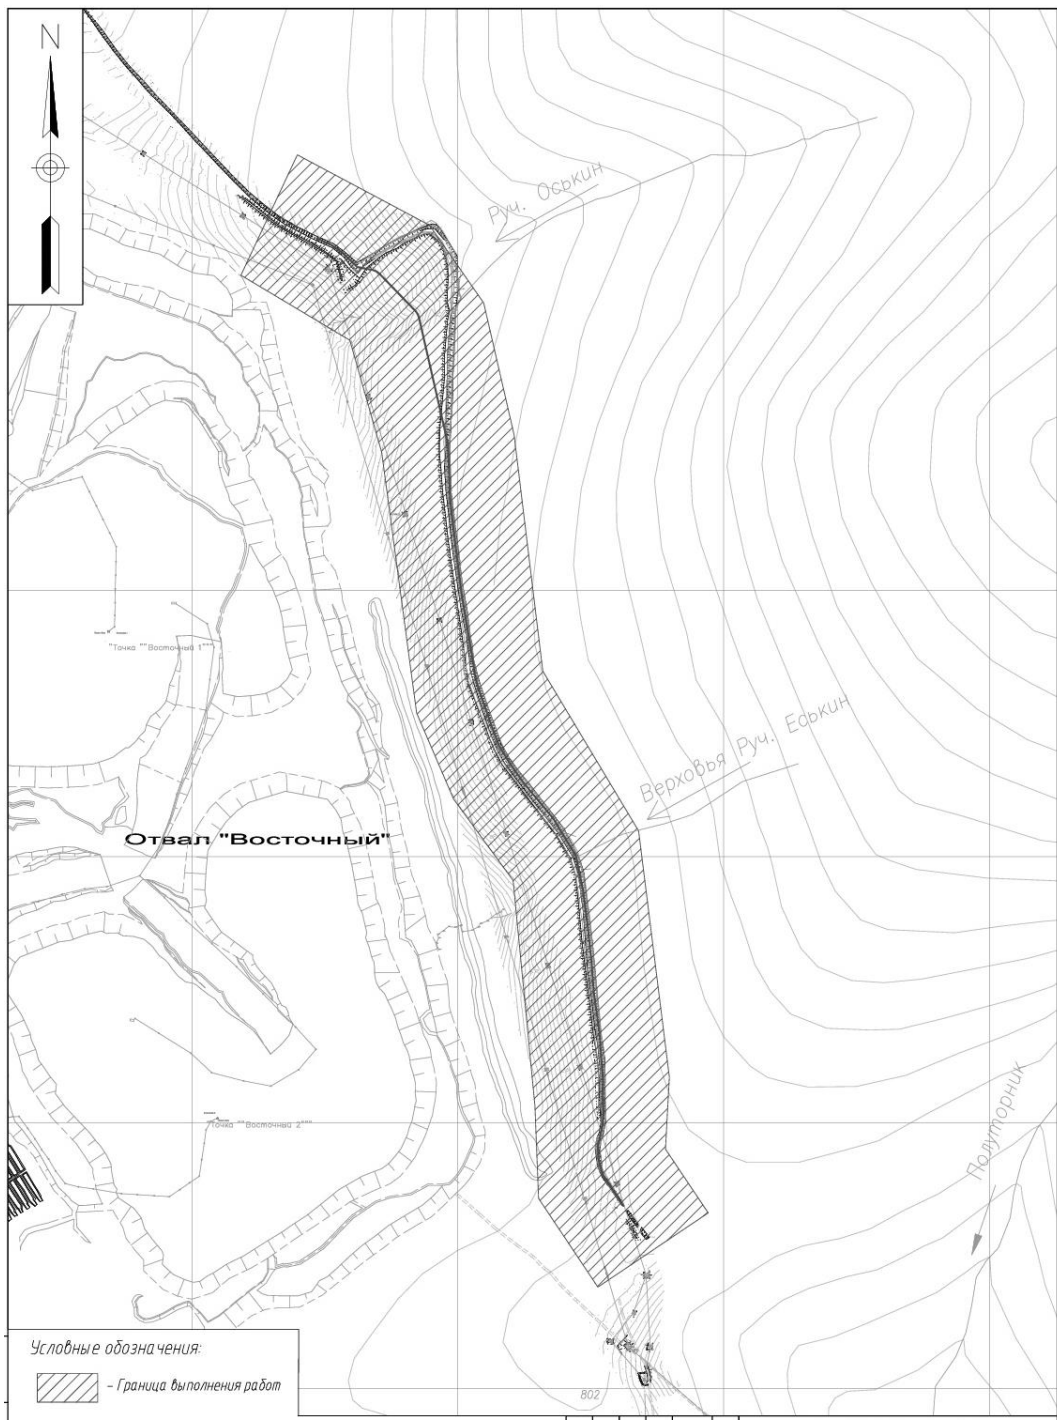 N
Руч. Оськин
"Точка ""Восточный 1"""
Верховья Руч. Еськин
Отвал "Восточный"
Полуторник
"Точка ""Восточный 2"""
Условные обозначения:
- Граница выполнения работ
802